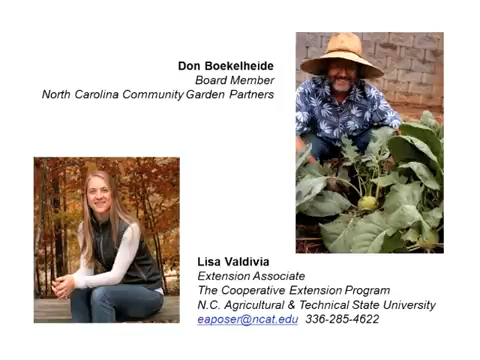 Don Boekelheide
Board Member
North Carolina Community Garden Partners
Lisa Valdivia
Extension Associate
The Cooperative Extension Program
N.C. Agricultural & Technical State University
eaposer@ncat.edu 336-285-4622